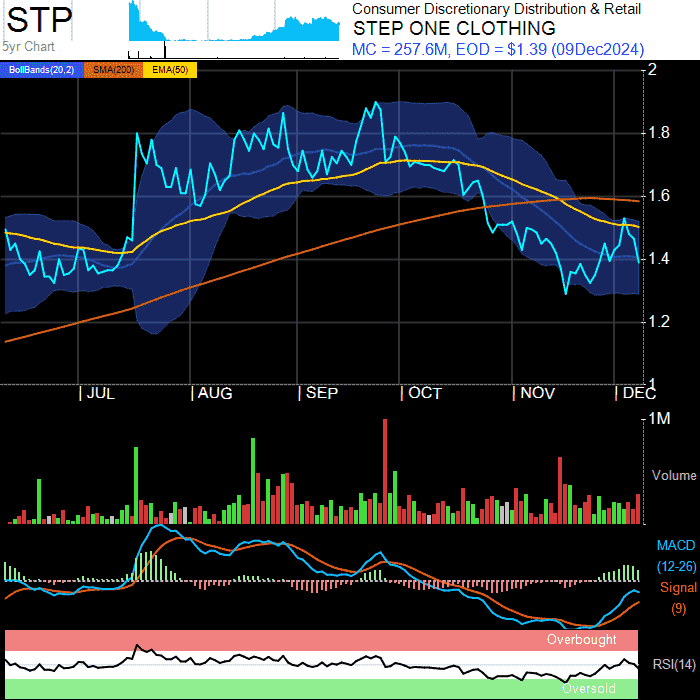 STP
5yr Chart
Consumer Discretionary Distribution & Retail
STEP ONE CLOTHING
MC = 257.6M, EOD = $1.39 (09Dec2024)
BollBands(20,2) SMA(200) EMA(50)
2
1.8
1.6
1.4
1.2
1
JUL AUG SEP OCT NOV DEC
1M
Volume
MACD
(12-26)
Signal
(9)
Overbought
RSI(14)
Oversold